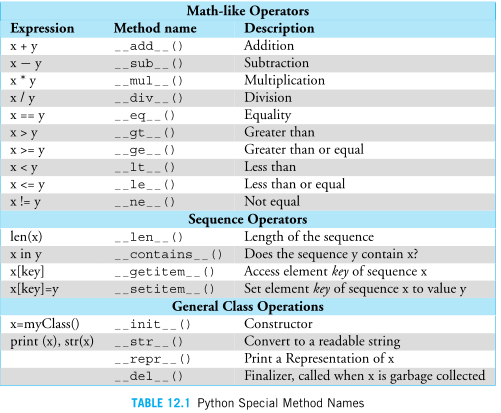 Math-like Operators
Expression Method name Description
x + y __add__() Addition
x — y __sub__() Subtraction
x * y __mul__() Multiplication
x / y __div__() Division
x == y __eq__() Equality
x > y __gt__() Greater than
x >= y __ge__() Greater than or equal
x < y __lt__() Less than
x <= y __le__() Less than or equal
x != y __ne__() Not equal
Sequence Operators
len(x) __len__() Length of the sequence
x in y __contains__() Does the sequence y contain x?
x[key] __getitem__() Access element key of sequence x
x[key]=y __setitem__() Set element key of sequence x to value y
General Class Operations
x=myClass() __init__() Constructor
print (x), str(x) __str__() Convert to a readable string
__repr__() Print a Representation of x
__del__() Finalizer, called when x is garbage collected
TABLE 12.1 Python Special Method Names